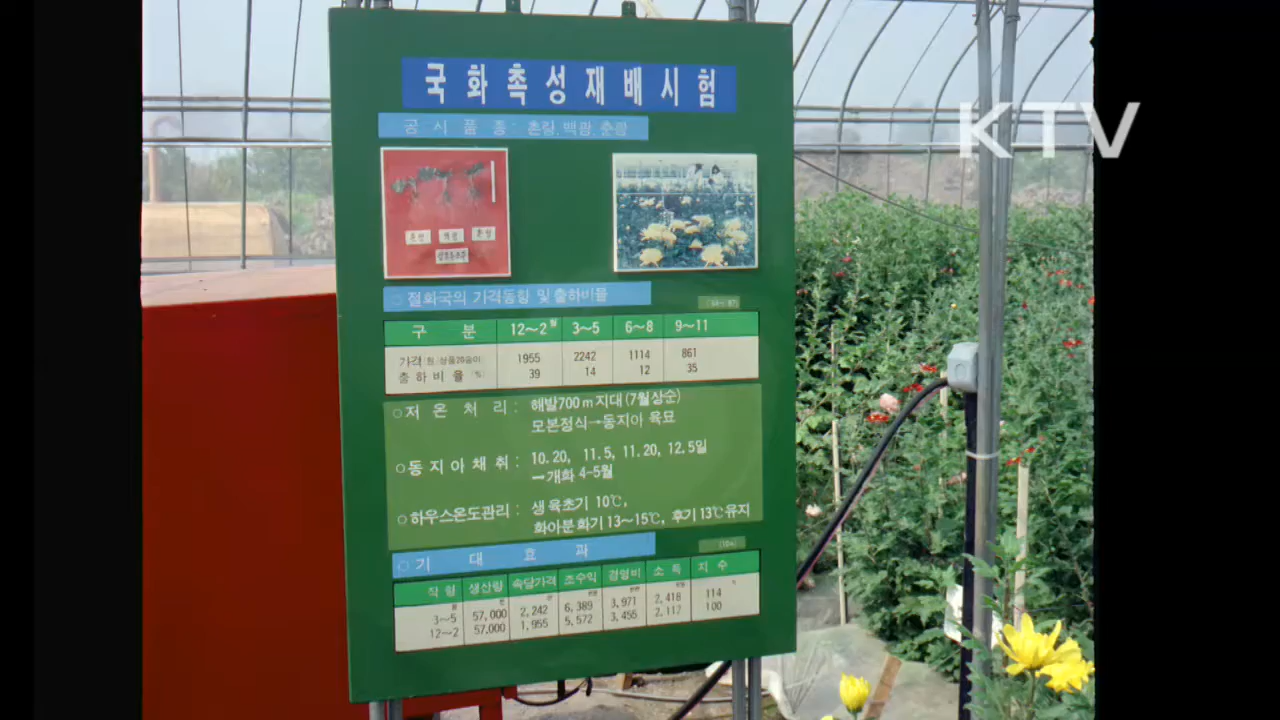 국화촉성재배시험
KTV
공시품종: 춘광, 백광, 춘광
절화국의 가격동향 및 출하비율
구 분 12~2월 3~5 6~8 9~11
가격 1955 2242 1114 861
출하비율(%) 39 14 12 35
○저온처리: 해발700m지대(7월상순)
모본정식→동지아 육묘
○동지아채취: 10.20, 11.5, 11.20, 12.5일
→개화 4~5월
○하우스온도관리: 생육초기 10℃,
화아분화기 13~15℃, 후기 13℃유지
○기대효과
작형 생산량 속당가격 조수익 경영비 소득 지수
3~5 57,000 2,242 6,389 3,971 2,418 114
12~2 57,000 1,955 5,572 3,455 2,117 100